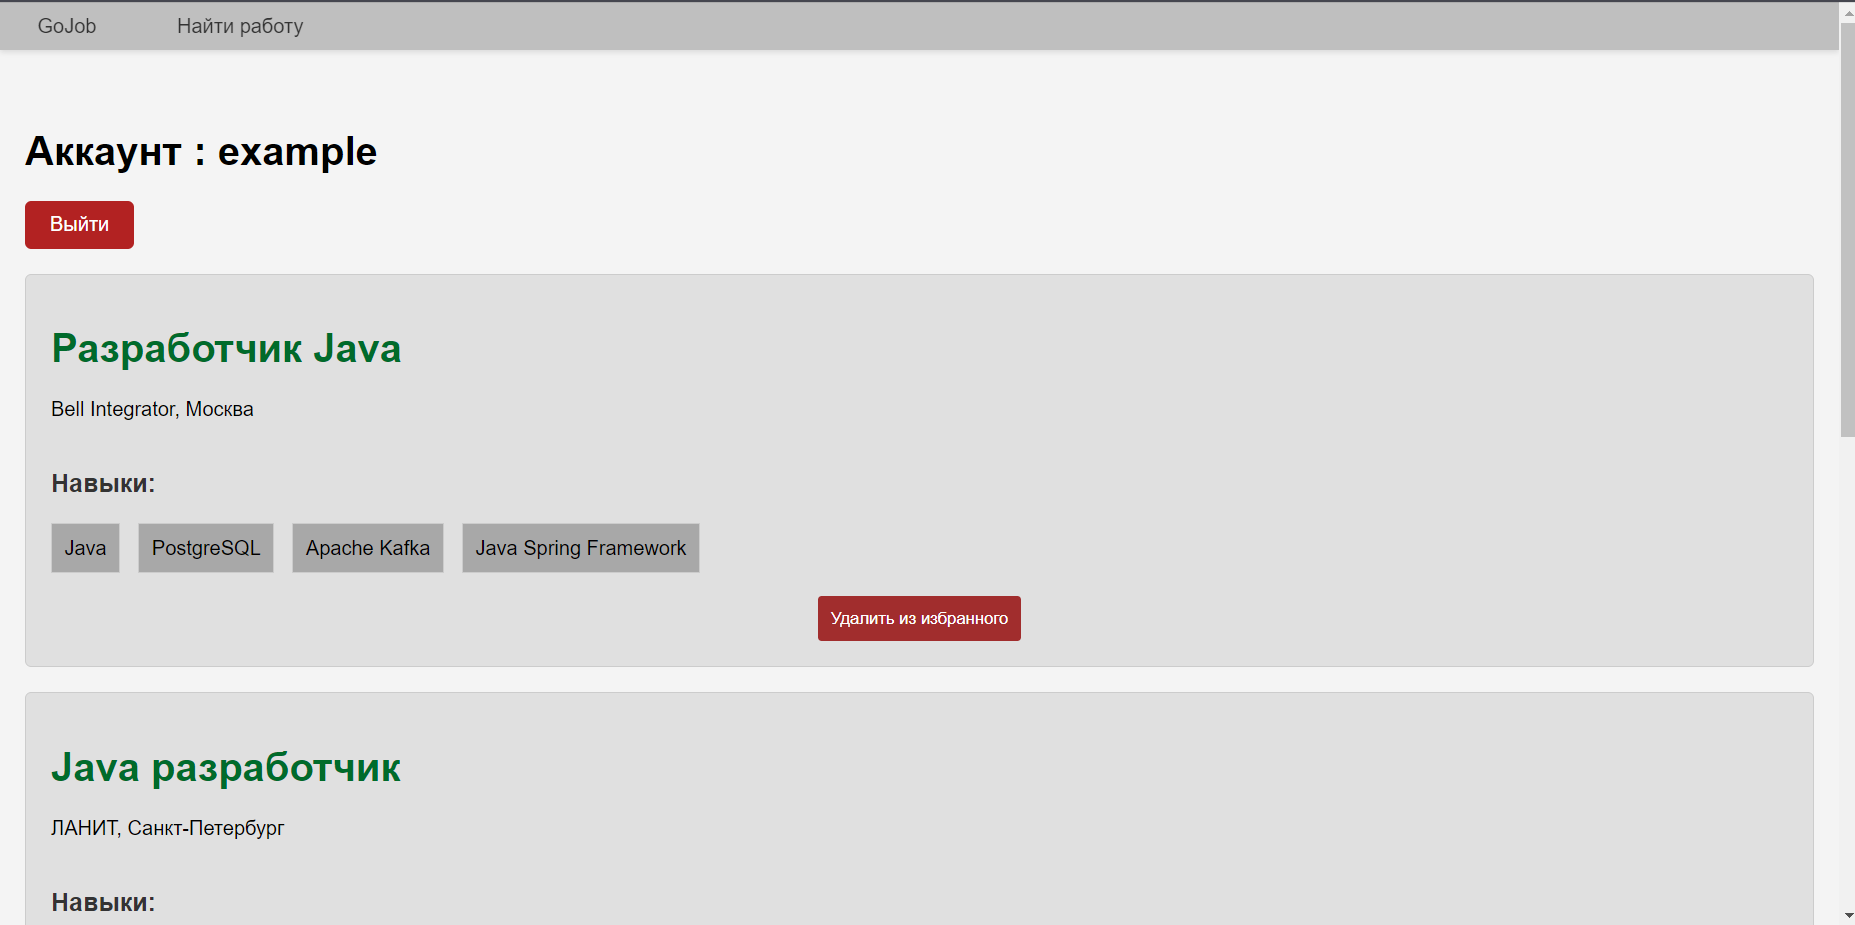 GoJob Найти работу
Аккаунт : example
Выйти
Разработчик Java
Bell Integrator, Москва
Навыки:
Java PostgreSQL Apache Kafka Java Spring Framework
Удалить из избранного
Java разработчик
ЛАНИТ, Санкт-Петербург
Навыки: